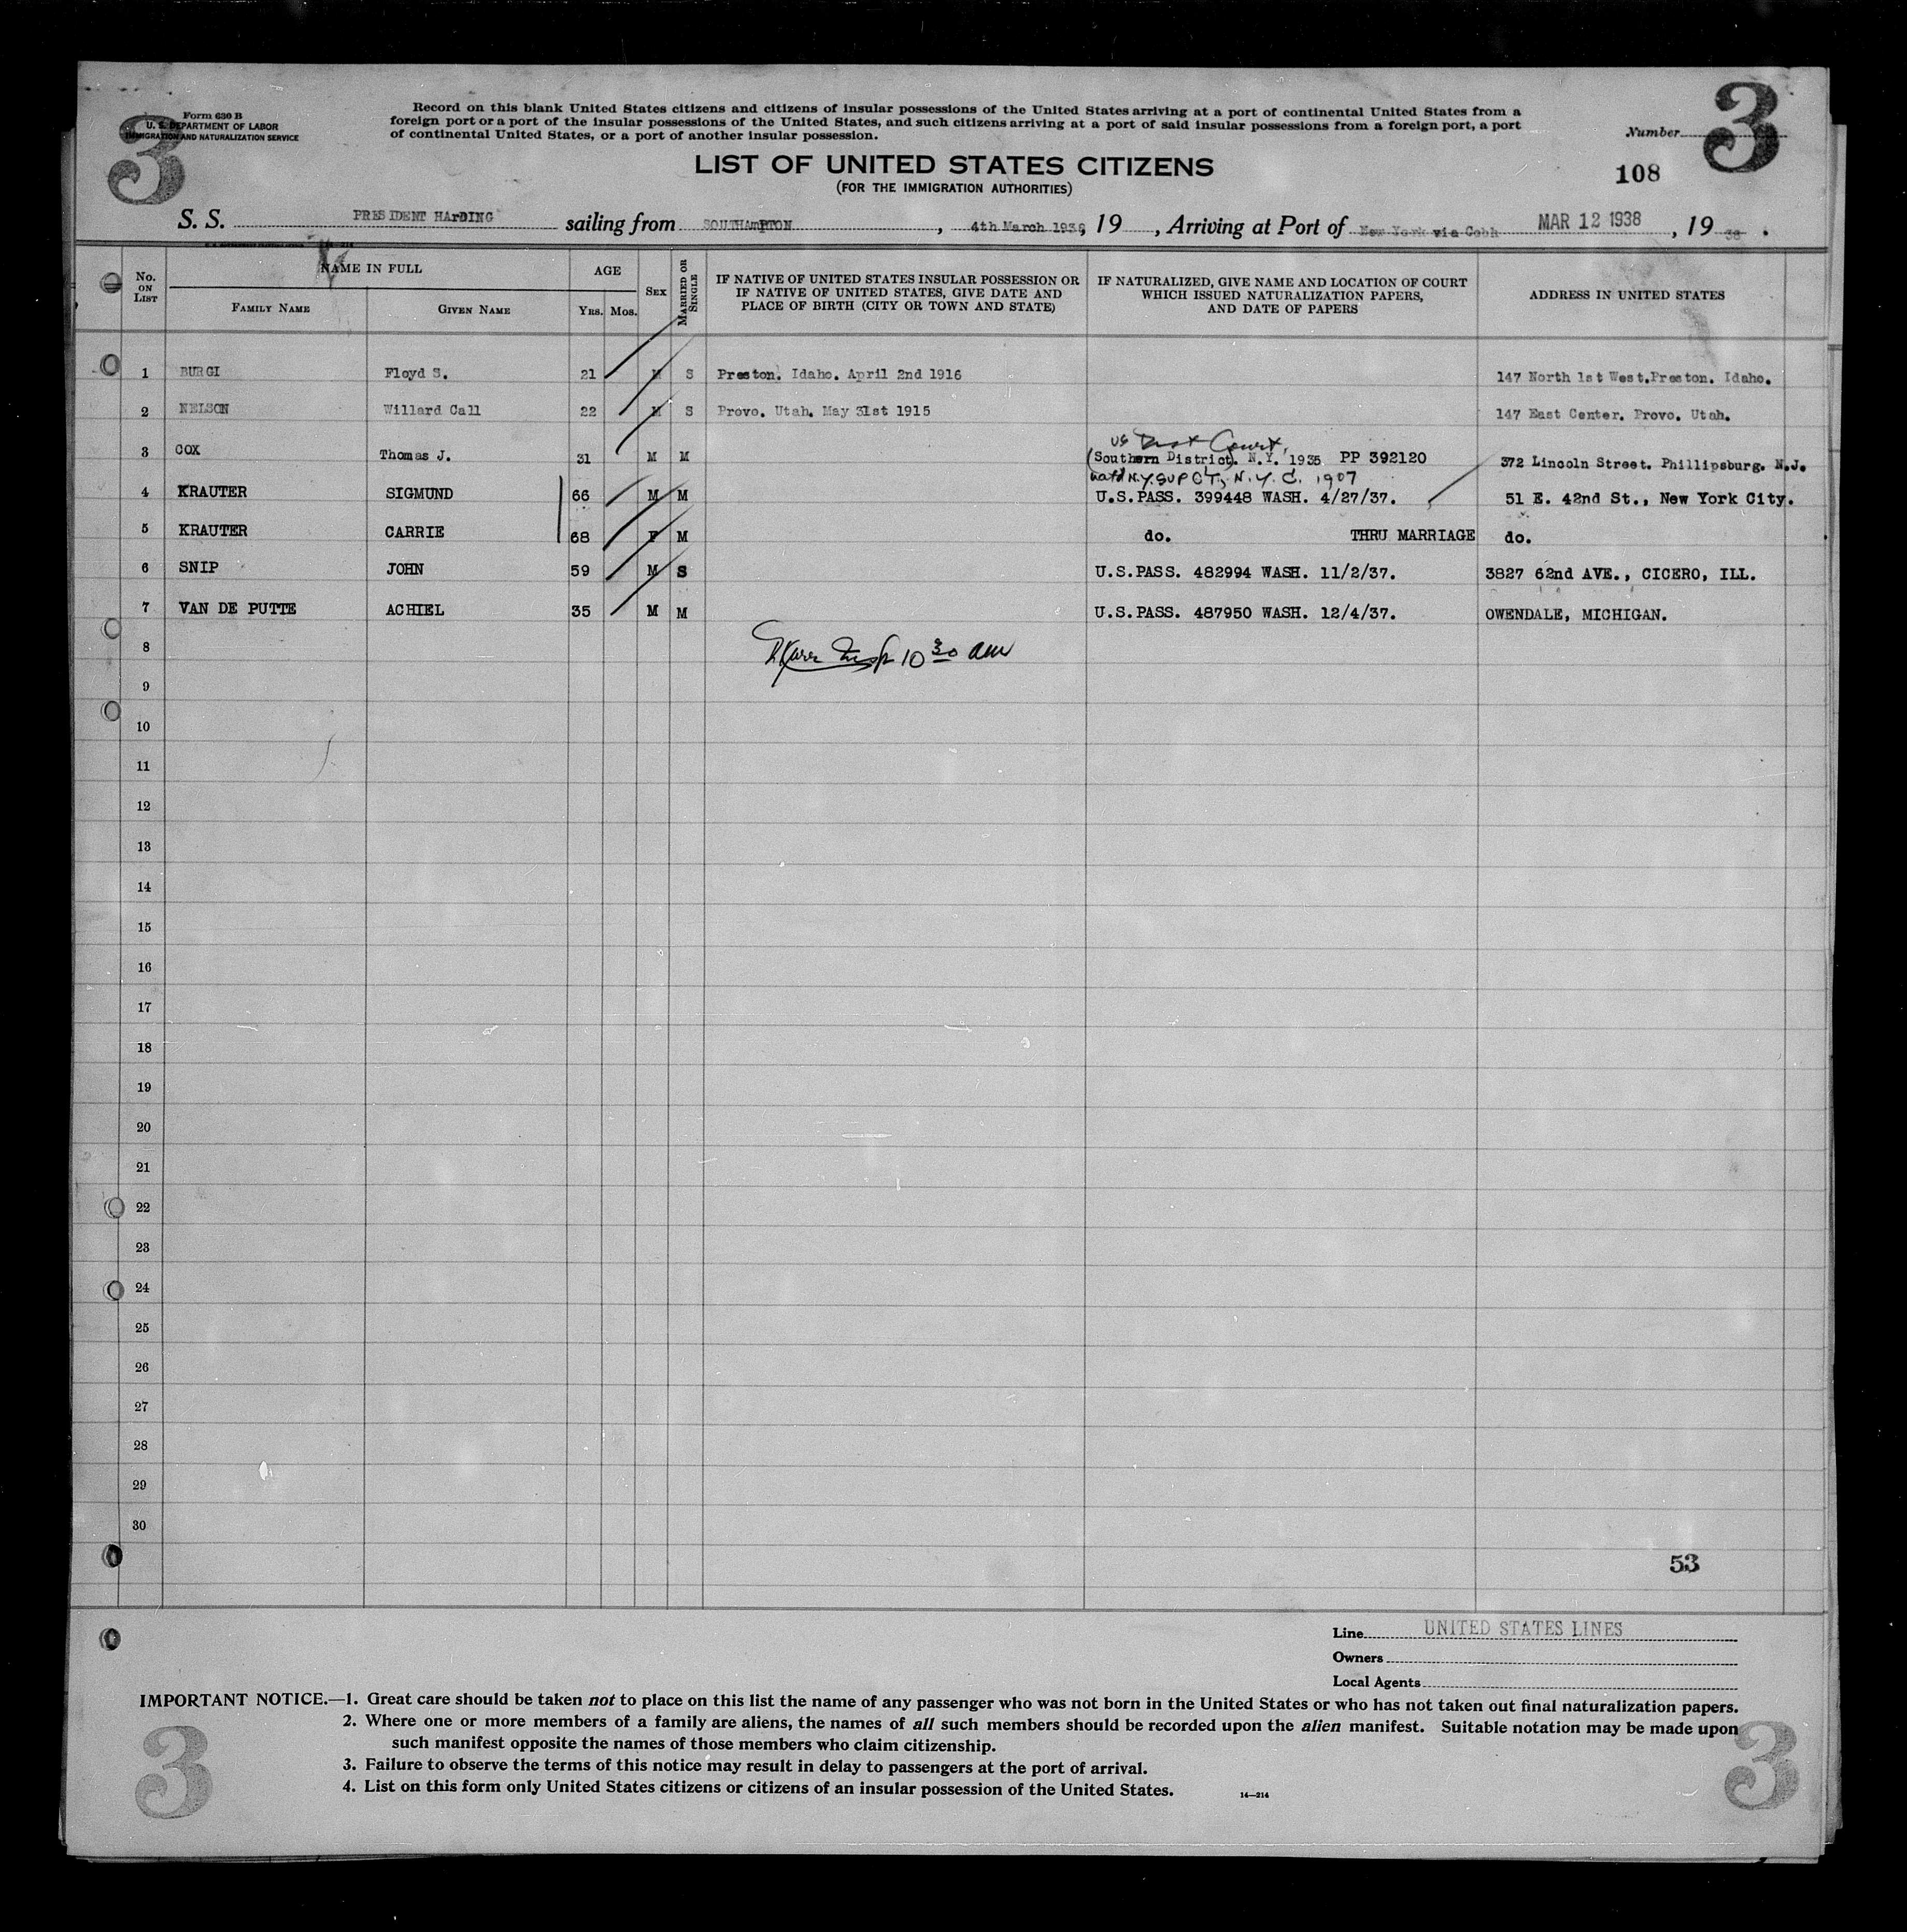 3
3
Form 630 B
U. S. DEPARTMENT OF LABOR
IMMIGRATION AND NATURALIZATION SERVICE
Record on this blank United States citizens and citizens of insular possessions of the United States arriving at a port of continental United States from a
foreign port or a port of the insular possessions of the United States, and such citizens arriving at a port of said insular possessions from a foreign port, a port
of continental United States, or a port of another insular possession.
Number
108
LIST OF UNITED STATES CITIZENS
(FOR THE IMMIGRATION AUTHORITIES)
S. S. PRESIDENT HArDING sailing from SOUTHAmPTON, 4th March 1938, 19 , Arriving at Port of New York via Cobh MAR 12 1938, 19 38.
No. ON LIST
NAME IN FULL
FAMILY NAME
GIVEN NAME
AGE
YRS. MOS.
SEX
MARRIED OR SINGLE
IF NATIVE OF UNITED STATES INSULAR POSSESSION OR
IF NATIVE OF UNITED STATES, GIVE DATE AND
PLACE OF BIRTH (CITY OR TOWN AND STATE)
IF NATURALIZED, GIVE NAME AND LOCATION OF COURT
WHICH ISSUED NATURALIZATION PAPERS,
AND DATE OF PAPERS
ADDRESS IN UNITED STATES
1 BURGI Floyd S. 21 M S Preston. Idaho. April 2nd 1916 147 North 1st West.Preston. Idaho.
2 NELSON Willard Call 22 M S Provo. Utah. May 31st 1915 147 East Center. Provo. Utah.
US Dist Court,
3 COX Thomas J. 31 M M (Southern District). N.Y. 1935 PP 392120 372 Lincoln Street. Phillipsburg. N.J.
natd N.Y. SUP CT, N.Y.C. 1907
4 KRAUTER SIGMUND 66 M M U.S.PASS. 399448 WASH. 4/27/37. 51 E. 42nd St., New York City.
5 KRAUTER CARRIE 68 F M do. THRU MARRIAGE do.
6 SNIP JOHN 59 M S U.S.PASS. 482994 WASH. 11/2/37. 3827 62nd AVE., CICERO, ILL.
7 VAN DE PUTTE ACHIEL 35 M M U.S.PASS. 487950 WASH. 12/4/37. OWENDALE, MICHIGAN.
8 Insp 10 30 am
9
10
11
12
13
14
15
16
17
18
19
20
21
22
23
24
25
26
27
28
29
30
53
Line UNITED STATES LINES
Owners
Local Agents
IMPORTANT NOTICE.—1. Great care should be taken not to place on this list the name of any passenger who was not born in the United States or who has not taken out final naturalization papers.
2. Where one or more members of a family are aliens, the names of all such members should be recorded upon the alien manifest. Suitable notation may be made upon
such manifest opposite the names of those members who claim citizenship.
3. Failure to observe the terms of this notice may result in delay to passengers at the port of arrival.
4. List on this form only United States citizens or citizens of an insular possession of the United States.
14—214
3
3